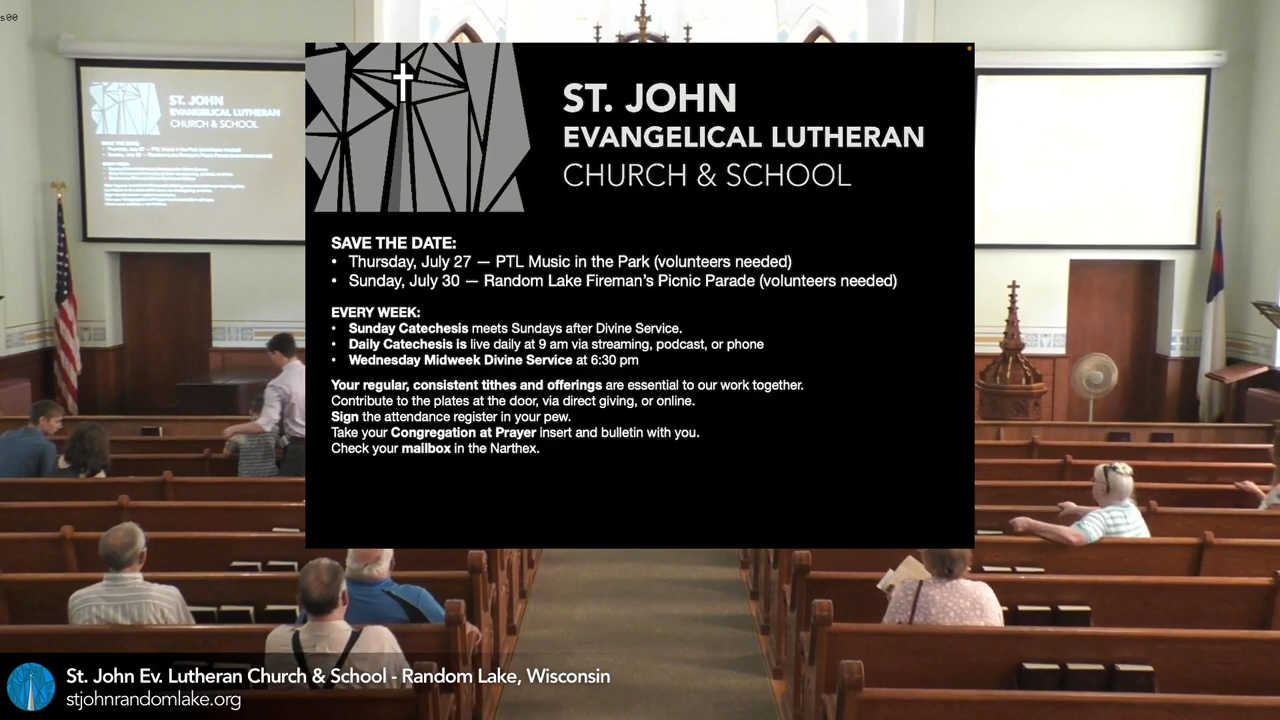 s00
ST. JOHN
EVANGELICAL LUTHERAN
CHURCH & SCHOOL
SAVE THE DATE:
• Thursday, July 27 — PTL Music in the Park (volunteers needed)
• Sunday, July 30 — Random Lake Fireman's Picnic Parade (volunteers needed)
EVERY WEEK:
• Sunday Catechesis meets Sundays after Divine Service.
• Daily Catechesis is live daily at 9 am via streaming, podcast, or phone
• Wednesday Midweek Divine Service at 6:30 pm
Your regular, consistent tithes and offerings are essential to our work together.
Contribute to the plates at the door, via direct giving, or online.
Sign the attendance register in your pew.
Take your Congregation at Prayer insert and bulletin with you.
Check your mailbox in the Narthex.
ST. JOHN
EVANGELICAL LUTHERAN
CHURCH & SCHOOL
St. John Ev. Lutheran Church & School - Random Lake, Wisconsin
stjohnrandomlake.org